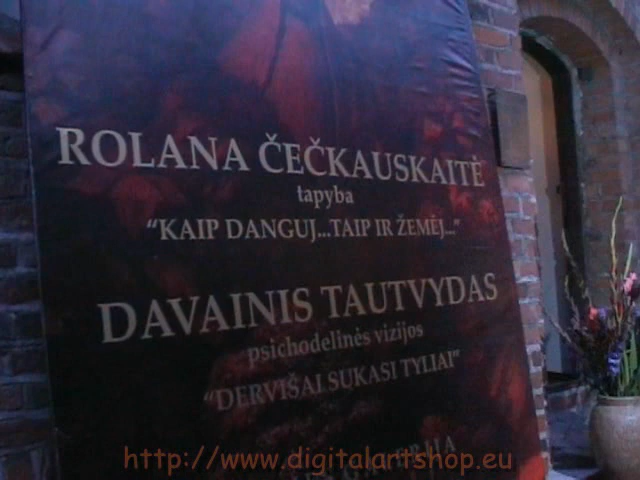 ROLANA ČEČKAUSKAITĖ
tapyba
“KAIP DANGUJ...TAIP IR ŽEMĖJ...”
DAVAINIS TAUTVYDAS
psichodelinės vizijos
“DERVIŠAI SUKASI TYLIAI”
http://www.digitalartshop.eu